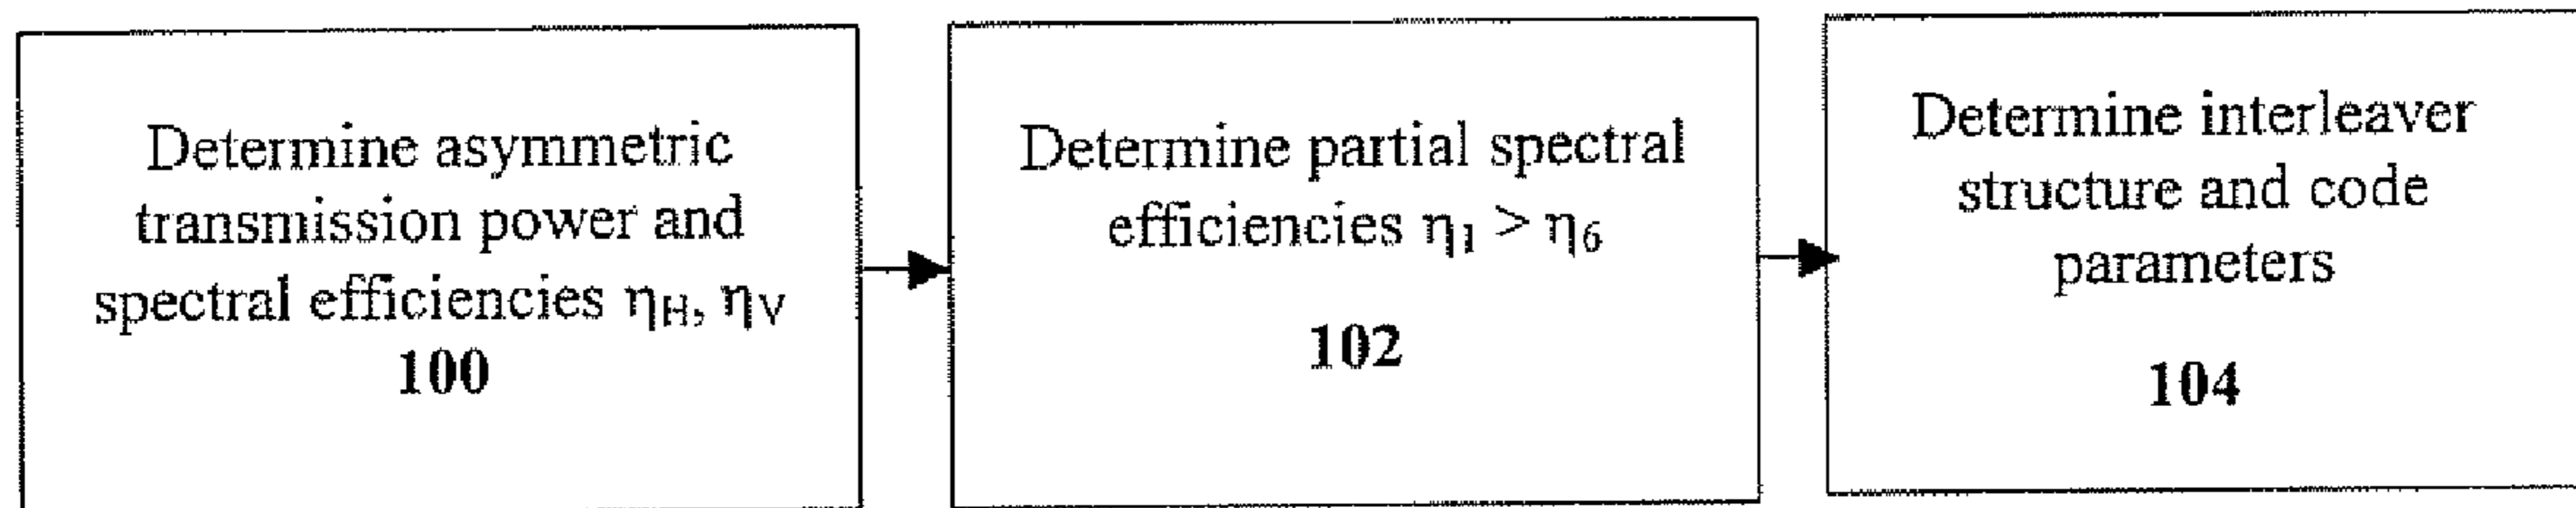 Determine asymmetric
transmission power and
spectral efficiencies ηH, ηV
100
Determine partial spectral
efficiencies η1 > η6
102
Determine interleaver
structure and code
parameters
104